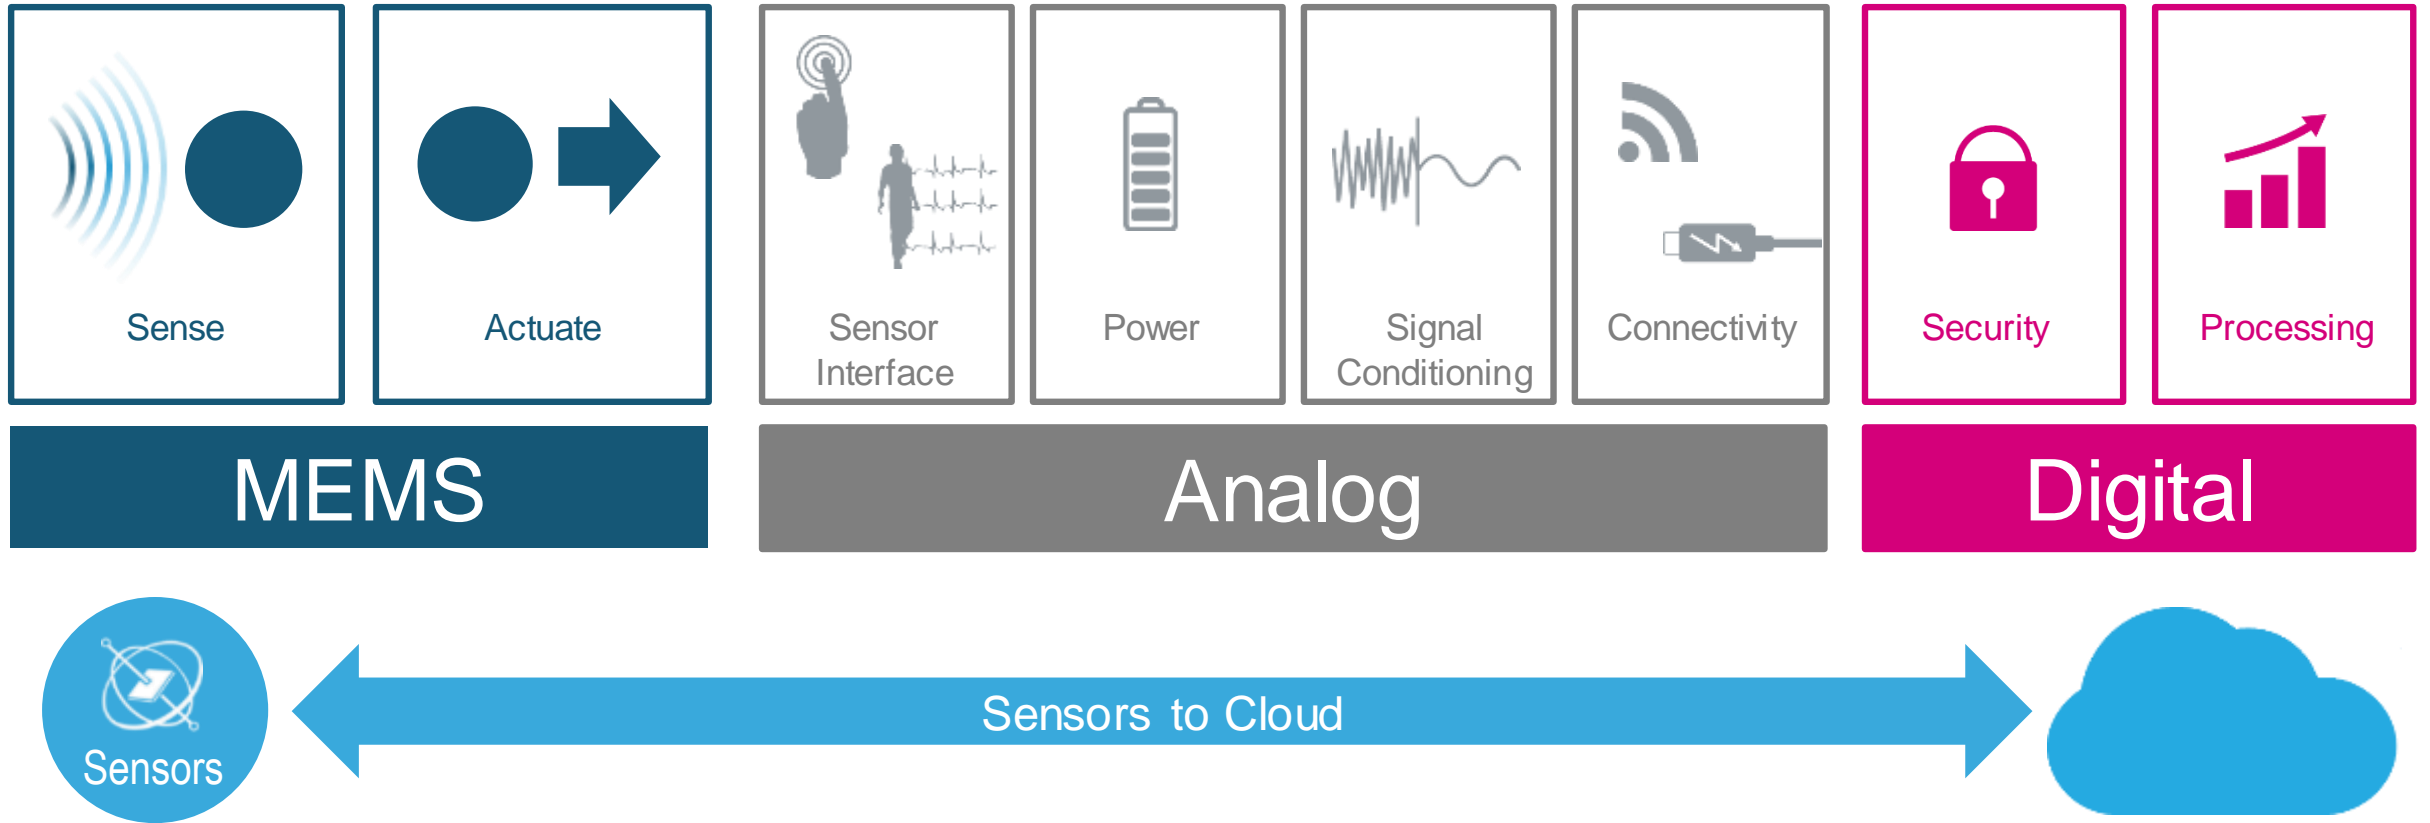 Sense
Actuate
Sensor
Interface
Power
Signal
Conditioning
Connectivity
Security
Processing
MEMS
Analog
Digital
Sensors
Sensors to Cloud